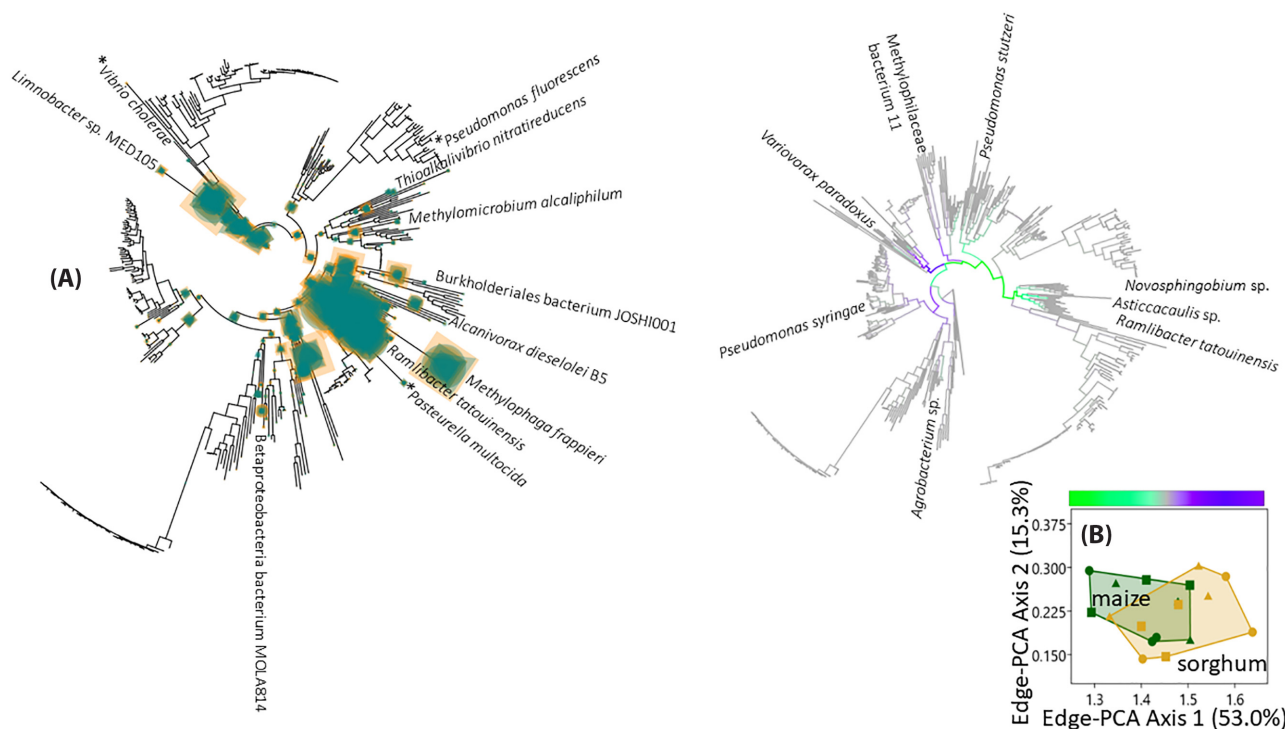 (A)
Limnobacter sp. MED105
*Vibrio cholerae
*Pseudomonas fluorescens
Thioalkalivibrio nitratireducens
Methylomicrobium alcaliphilum
Burkholderiales bacterium JOSHI001
Alcanivorax dieselolei B5
Methylophaga frappieri
Ramlibacter tatouinensis
*Pasteurella multocida
Betaproteobacteria bacterium MOLA814
Variovorax paradoxus
Methylophilaceae
bacterium 11
Pseudomonas stutzeri
Novosphingobium sp.
Asticcacaulis sp.
Ramlibacter tatouinensis
Pseudomonas syringae
Agrobacterium sp.
(B)
Edge-PCA Axis 2 (15.3%)
0.375
0.300
0.225
0.150
maize
sorghum
1.3 1.4 1.5 1.6
Edge-PCA Axis 1 (53.0%)